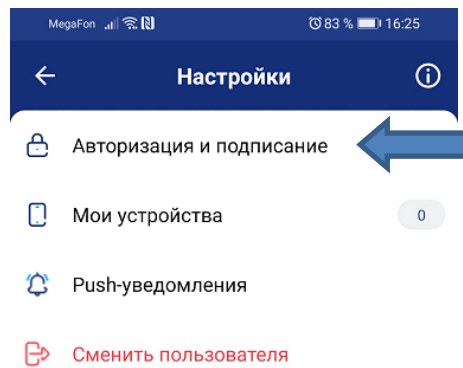 MegaFon 83 % 16:25
Настройки
Авторизация и подписание
Мои устройства 0
Push-уведомления
Сменить пользователя